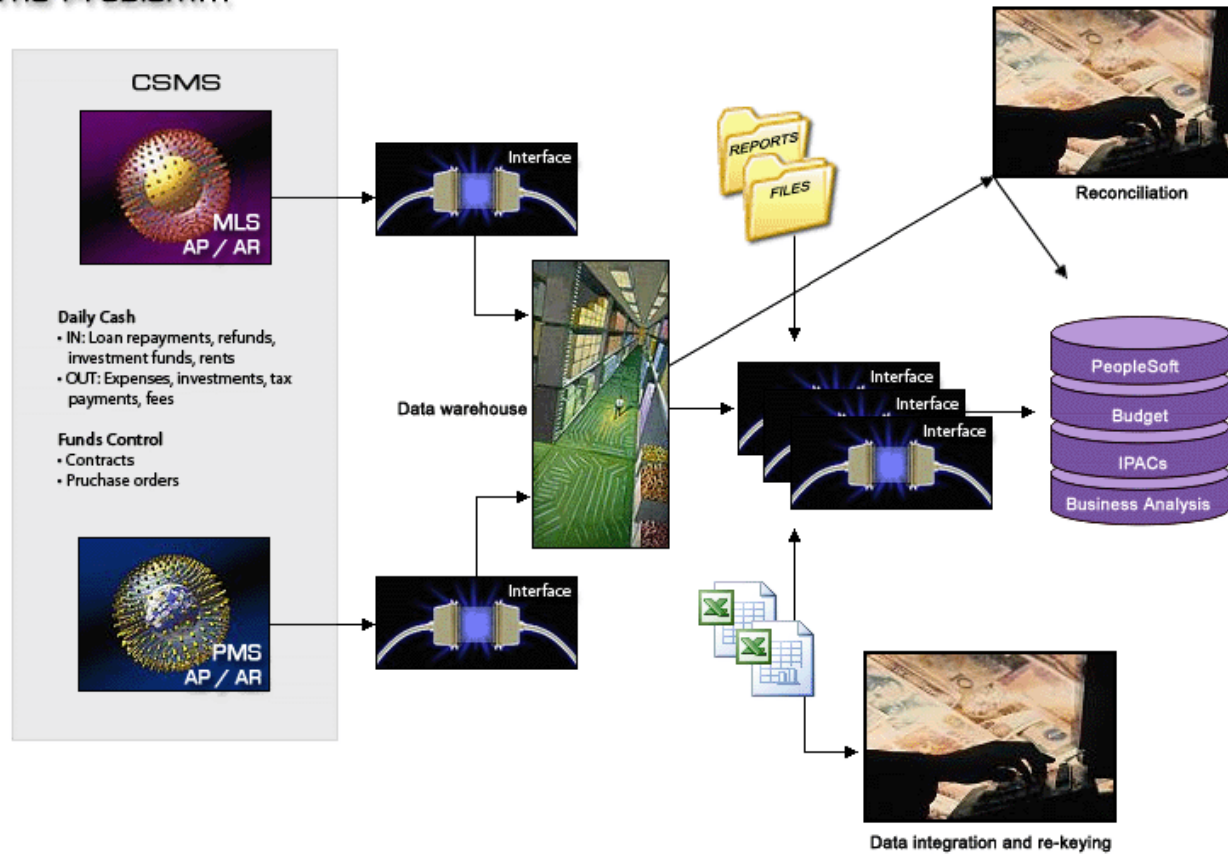 CSMS
MLS
AP / AR
Daily Cash
• IN: Loan repayments, refunds,
investment funds, rents
• OUT: Expenses, investments, tax
payments, fees
Funds Control
• Contracts
• Pruchase orders
PMS
AP / AR
Interface
Interface
Data warehouse
REPORTS
FILES
Interface
Interface
Interface
Reconciliation
PeopleSoft
Budget
IPACs
Business Analysis
Data integration and re-keying